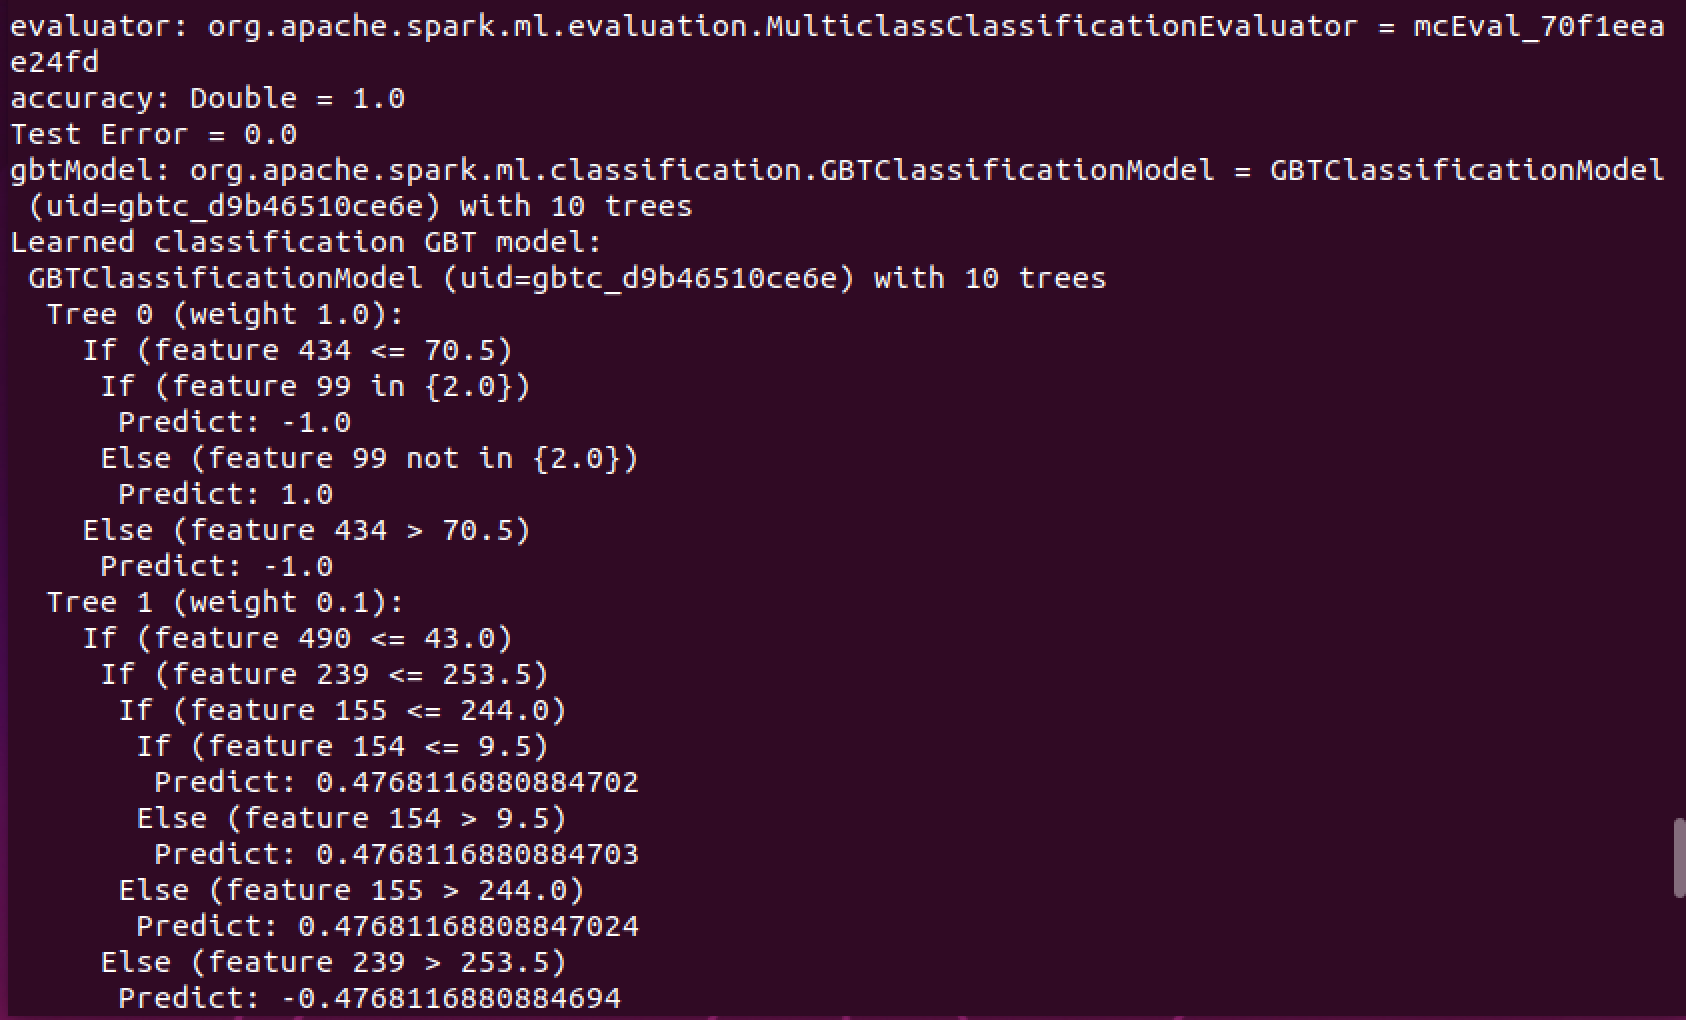 evaluator: org.apache.spark.ml.evaluation.MulticlassClassificationEvaluator = mcEval_70f1eea
e24fd
accuracy: Double = 1.0
Test Error = 0.0
gbtModel: org.apache.spark.ml.classification.GBTClassificationModel = GBTClassificationModel
 (uid=gbtc_d9b46510ce6e) with 10 trees
Learned classification GBT model:
 GBTClassificationModel (uid=gbtc_d9b46510ce6e) with 10 trees
  Tree 0 (weight 1.0):
    If (feature 434 <= 70.5)
     If (feature 99 in {2.0})
      Predict: -1.0
     Else (feature 99 not in {2.0})
      Predict: 1.0
    Else (feature 434 > 70.5)
     Predict: -1.0
  Tree 1 (weight 0.1):
    If (feature 490 <= 43.0)
     If (feature 239 <= 253.5)
      If (feature 155 <= 244.0)
       If (feature 154 <= 9.5)
        Predict: 0.4768116880884702
       Else (feature 154 > 9.5)
        Predict: 0.4768116880884703
      Else (feature 155 > 244.0)
       Predict: 0.47681168808847024
     Else (feature 239 > 253.5)
      Predict: -0.4768116880884694